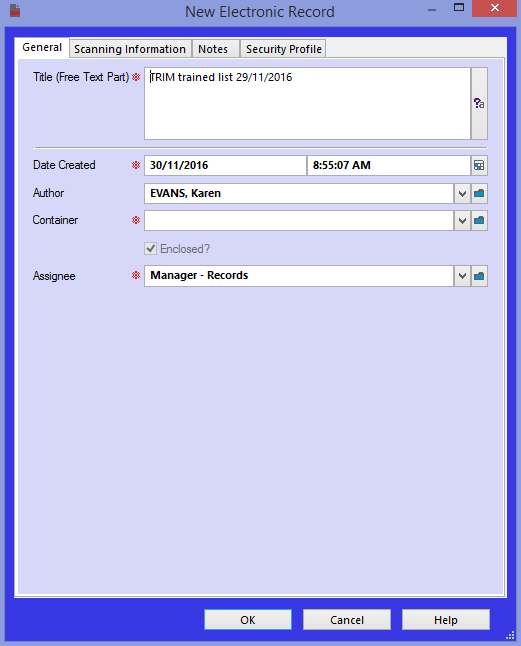 New Electronic Record
General Scanning Information Notes Security Profile
Title (Free Text Part) TRIM trained list 29/11/2016
Date Created 30/11/2016 8:55:07 AM
Author EVANS, Karen
Container
Enclosed?
Assignee Manager - Records
OK Cancel Help